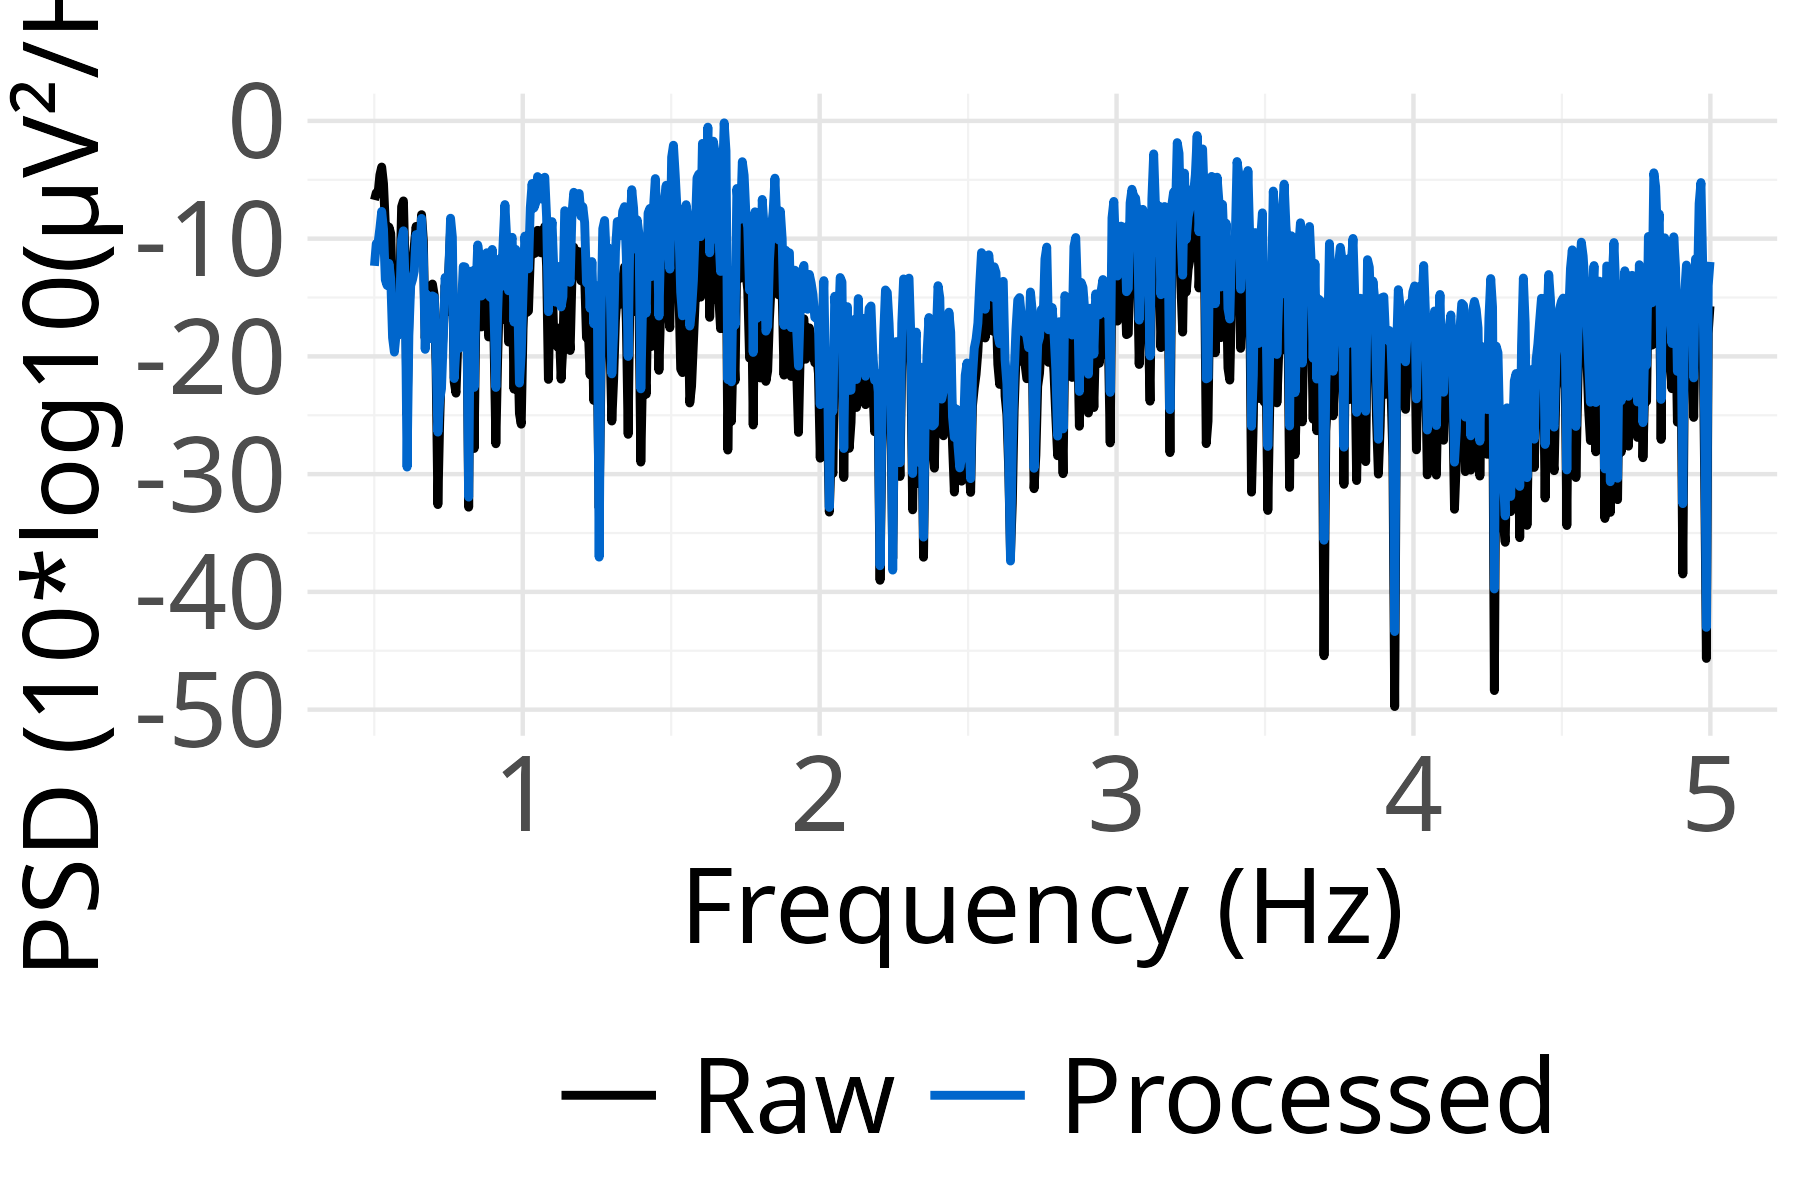 PSD (10*log10(µV²/H
0
-10
-20
-30
-40
-50
1 2 3 4 5
Frequency (Hz)
Raw Processed